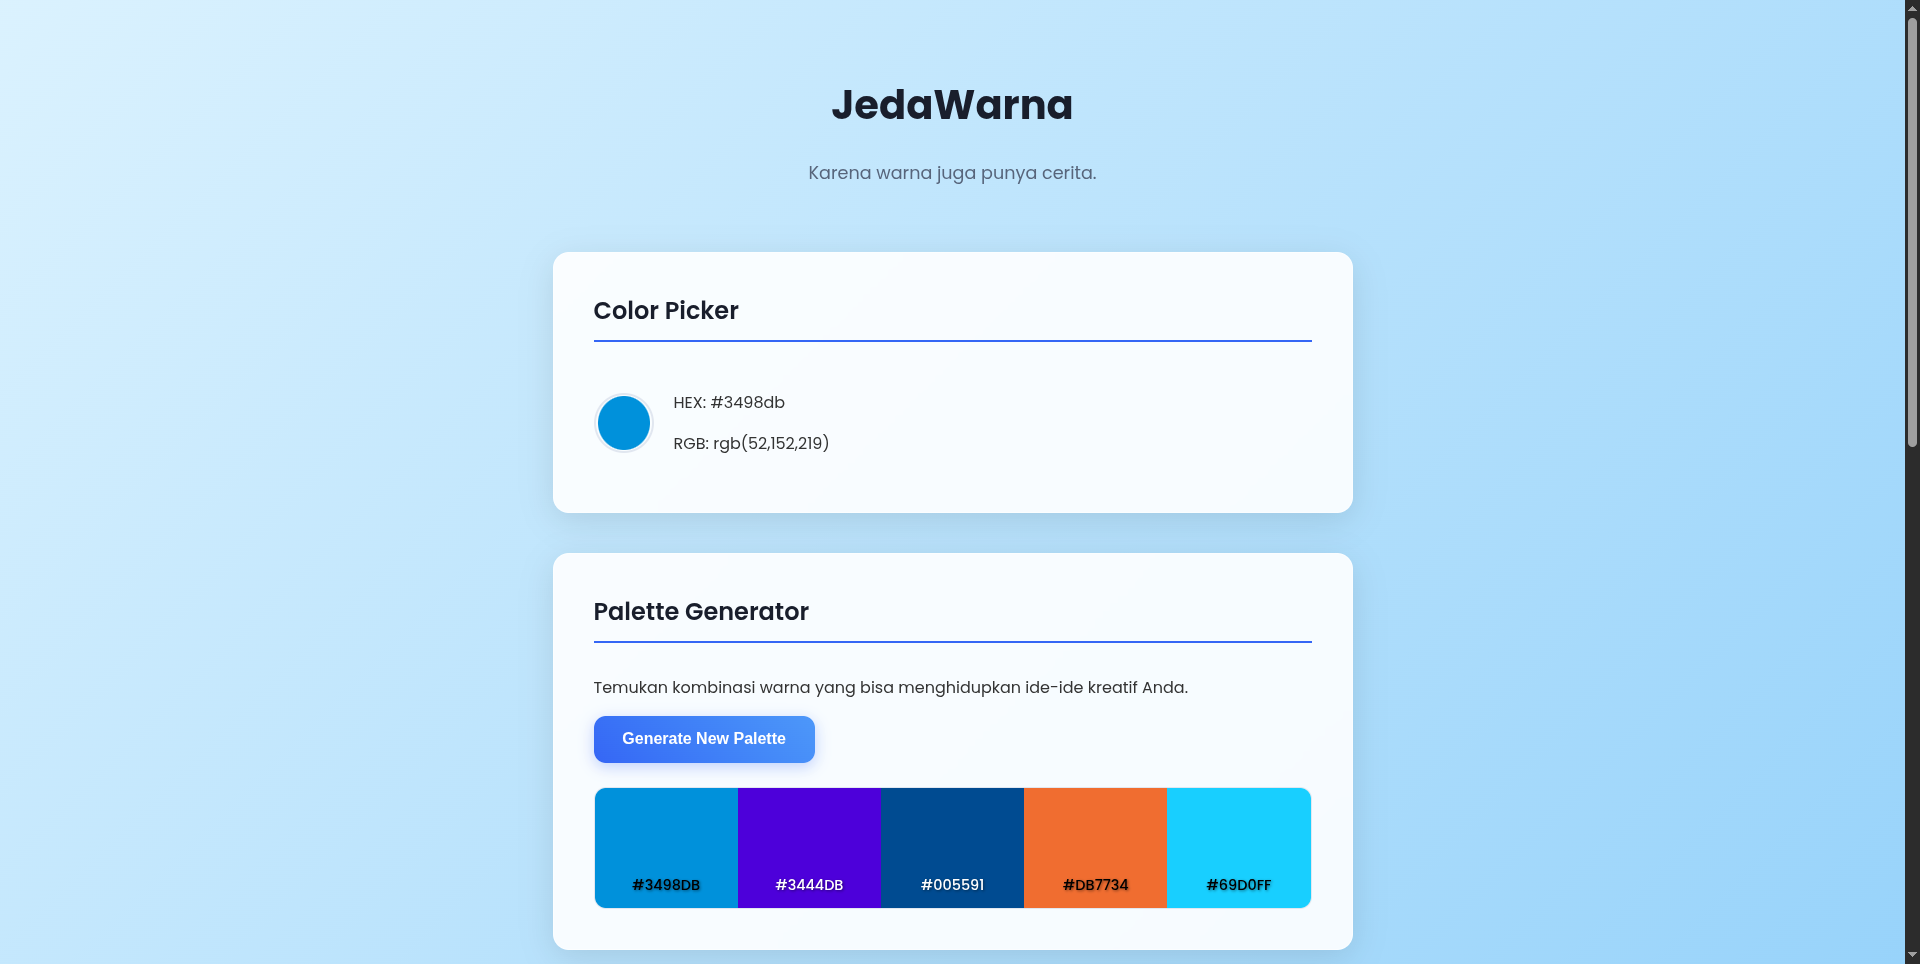 JedaWarna
Karena warna juga punya cerita.
Color Picker
HEX: #3498db
RGB: rgb(52,152,219)
Palette Generator
Temukan kombinasi warna yang bisa menghidupkan ide-ide kreatif Anda.
Generate New Palette
#3498DB #3444DB #005591 #DB7734 #69D0FF